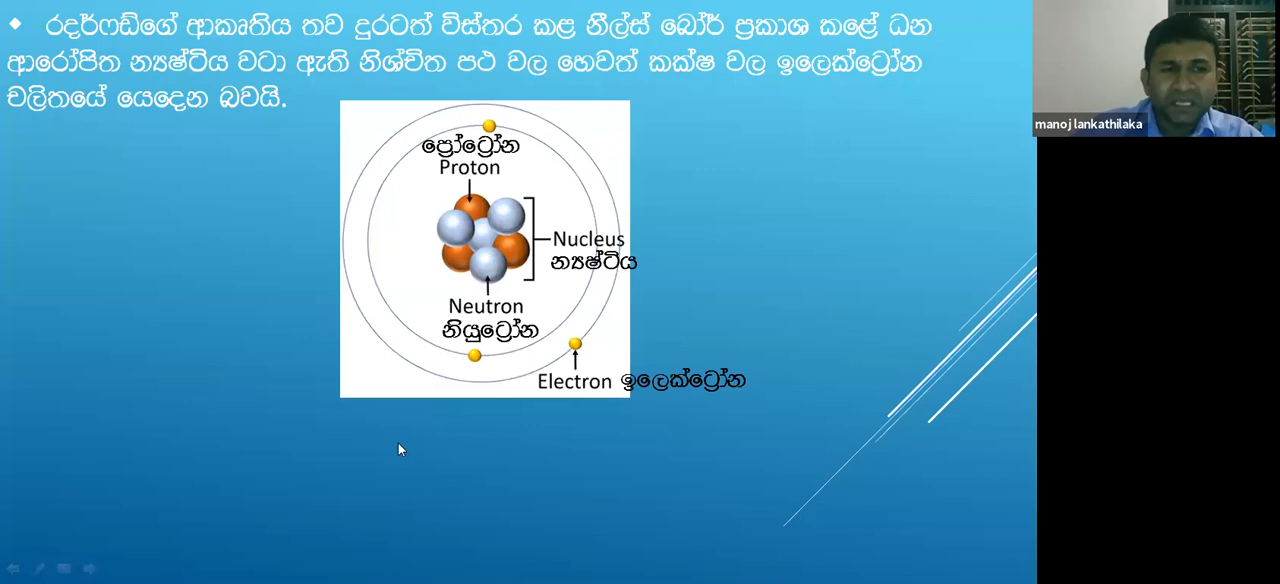 රදර්ෆඩ්ගේ ආකෘතිය තව දුරටත් විස්තර කළ නීල්ස් බෝර් ප්‍රකාශ කළේ ධන
ආරෝපිත න්‍යෂ්ටිය වටා ඇති නිශ්චිත පථ වල හෙවත් කක්ෂ වල ඉලෙක්ට්‍රෝන
චලිතයේ යෙදෙන බවයි.
manoj lankathilaka
ප්‍රෝට්‍රෝන
Proton
Nucleus
න්‍යෂ්ටිය
Neutron
නියුට්‍රෝන
Electron ඉලෙක්ට්‍රෝන